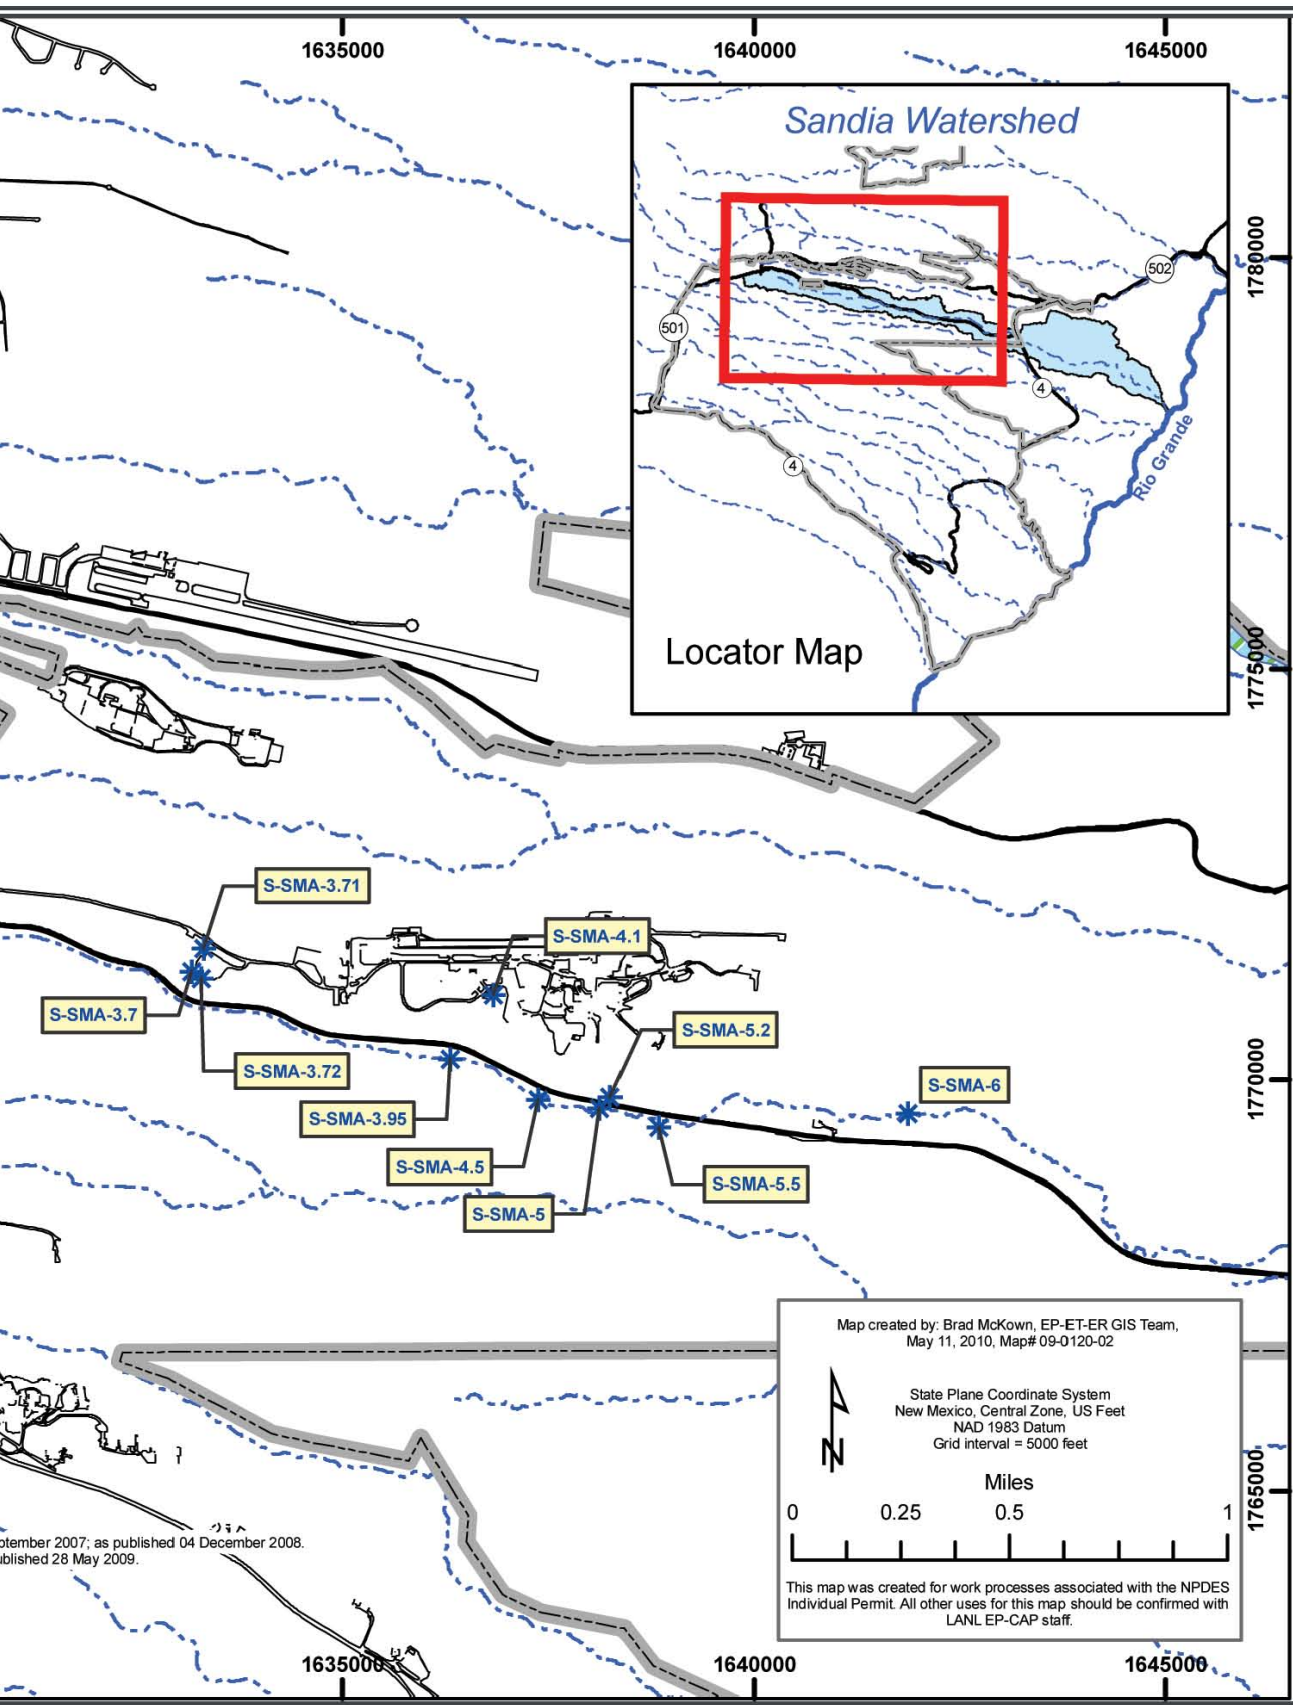 1635000
1640000
1645000
Sandia Watershed
502
501
4
4
Rio Grande
Locator Map
1780000
1775000
S-SMA-3.71
S-SMA-4.1
S-SMA-3.7
S-SMA-5.2
S-SMA-3.72
S-SMA-6
S-SMA-3.95
S-SMA-4.5
S-SMA-5.5
S-SMA-5
1770000
Map created by: Brad McKown, EP-ET-ER GIS Team,
May 11, 2010, Map# 09-0120-02
State Plane Coordinate System
New Mexico, Central Zone, US Feet
NAD 1983 Datum
Grid interval = 5000 feet
N
Miles
0 0.25 0.5 1
This map was created for work processes associated with the NPDES
Individual Permit. All other uses for this map should be confirmed with
LANL EP-CAP staff.
1765000
ptember 2007; as published 04 December 2008.
ublished 28 May 2009.
1635000
1640000
1645000